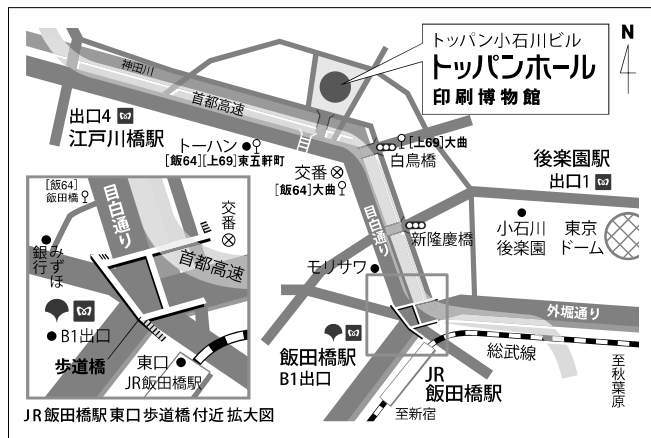 トッパン小石川ビル
トッパンホール
印刷博物館
N
神田川
首都高速
出口4
江戸川橋駅
トーハン
[飯64][上69]東五軒町
[上69]大曲
白鳥橋
交番
[飯64]大曲
後楽園駅
出口1
目白通り
新隆慶橋
小石川
後楽園
東京
ドーム
モリサワ
外堀通り
飯田橋駅
B1出口
総武線
JR
飯田橋駅
至新宿
至秋葉原
[飯64]
飯田橋
目白通り
交番
みずほ
銀行
首都高速
B1出口
歩道橋
東口
JR飯田橋駅
JR飯田橋駅東口歩道橋付近 拡大図